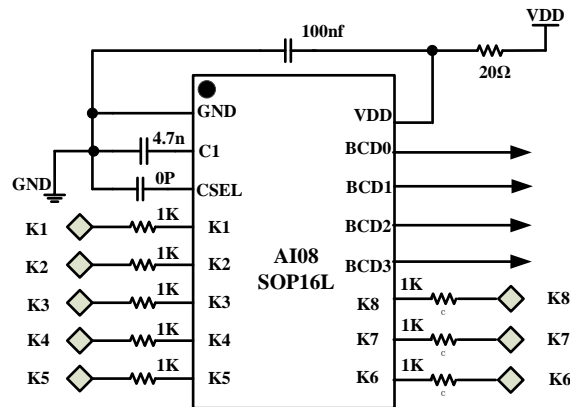 VDD
100nf
20Ω
GND
VDD
4.7n
C1
BCD0
0P
GND
CSEL
BCD1
K1
1K
K1
BCD2
AI08
SOP16L
K2
1K
K2
BCD3
K3
1K
K3
K8
1K
c
K8
K4
1K
K4
K7
1K
c
K7
K5
1K
K5
K6
1K
c
K6